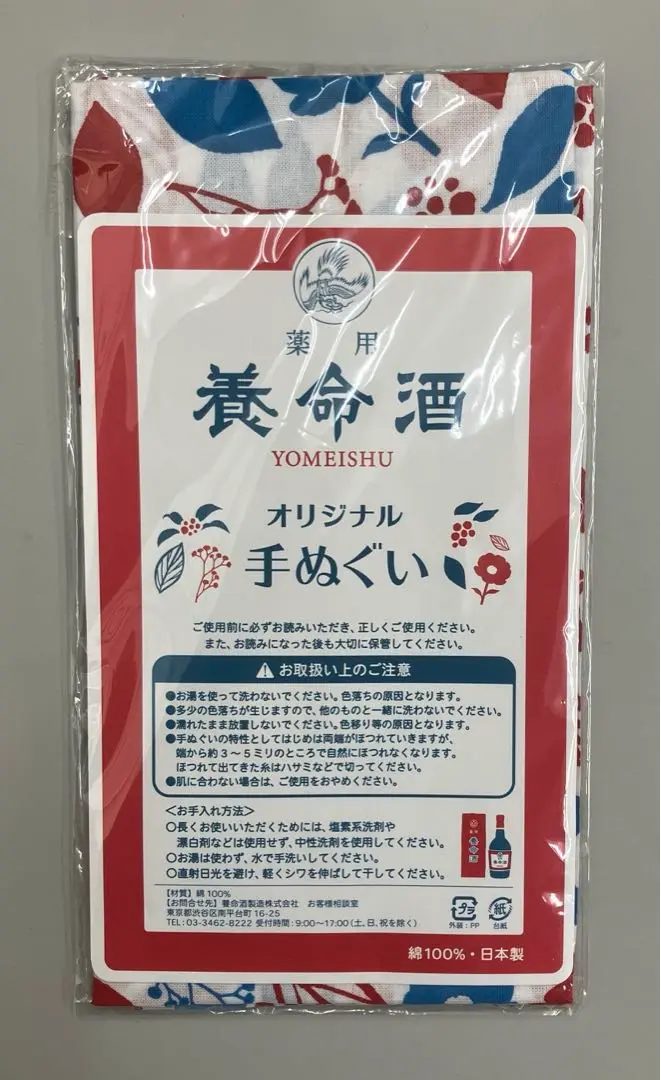 薬用
養命酒
YOMEISHU
オリジナル
手ぬぐい
ご使用前に必ずお読みいただき、正しくご使用ください。
また、お読みになった後も大切に保管してください。
お取扱い上のご注意
●お湯を使って洗わないでください。色落ちの原因となります。
●多少の色落ちが生じますので、他のものと一緒に洗わないでください。
●濡れたまま放置しないでください。色移り等の原因となります。
●手ぬぐいの特性としてはじめは両端がほつれていきますが、
端から約3～5ミリのところで自然にほつれなくなります。
ほつれて出てきた糸はハサミなどで切ってください。
●肌に合わない場合は、ご使用をおやめください。
＜お手入れ方法＞
○長くお使いいただくためには、塩素系洗剤や
漂白剤などは使用せず、中性洗剤を使用してください。
○お湯は使わず、水で手洗いしてください。
○直射日光を避け、軽くシワを伸ばして干してください。
養命酒
養命酒
【材質】綿100%
【お問合せ先】養命酒製造株式会社 お客様相談室
東京都渋谷区南平台町16-25
TEL:03-3462-8222 受付時間:9:00～17:00(土、日、祝を除く)
プラ
外装:PP
紙
台紙
綿100%・日本製